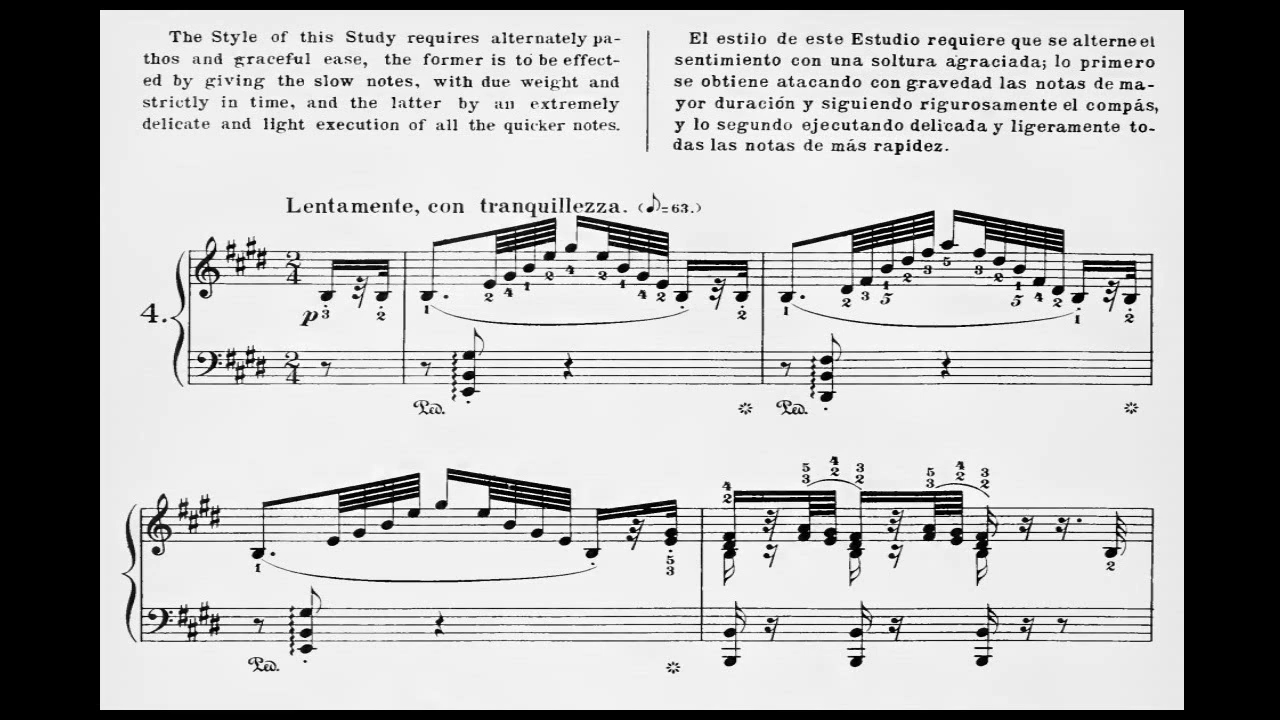 The Style of this Study requires alternately pa-
thos and graceful ease, the former is to be effect-
ed by giving the slow notes, with due weight and
strictly in time, and the latter by an extremely
delicate and light execution of all the quicker notes.
El estilo de este Estudio requiere que se alterne el
sentimiento con una soltura agraciada; lo primero
se obtiene atacando con gravedad las notas de ma-
yor duración y siguiendo rigurosamente el compás,
y lo segundo ejecutando delicada y ligeramente to-
das las notas de más rapidez.
Lentamente, con tranquillezza. (♪=63.)
4.
p
Ped.
Ped.
Ped.